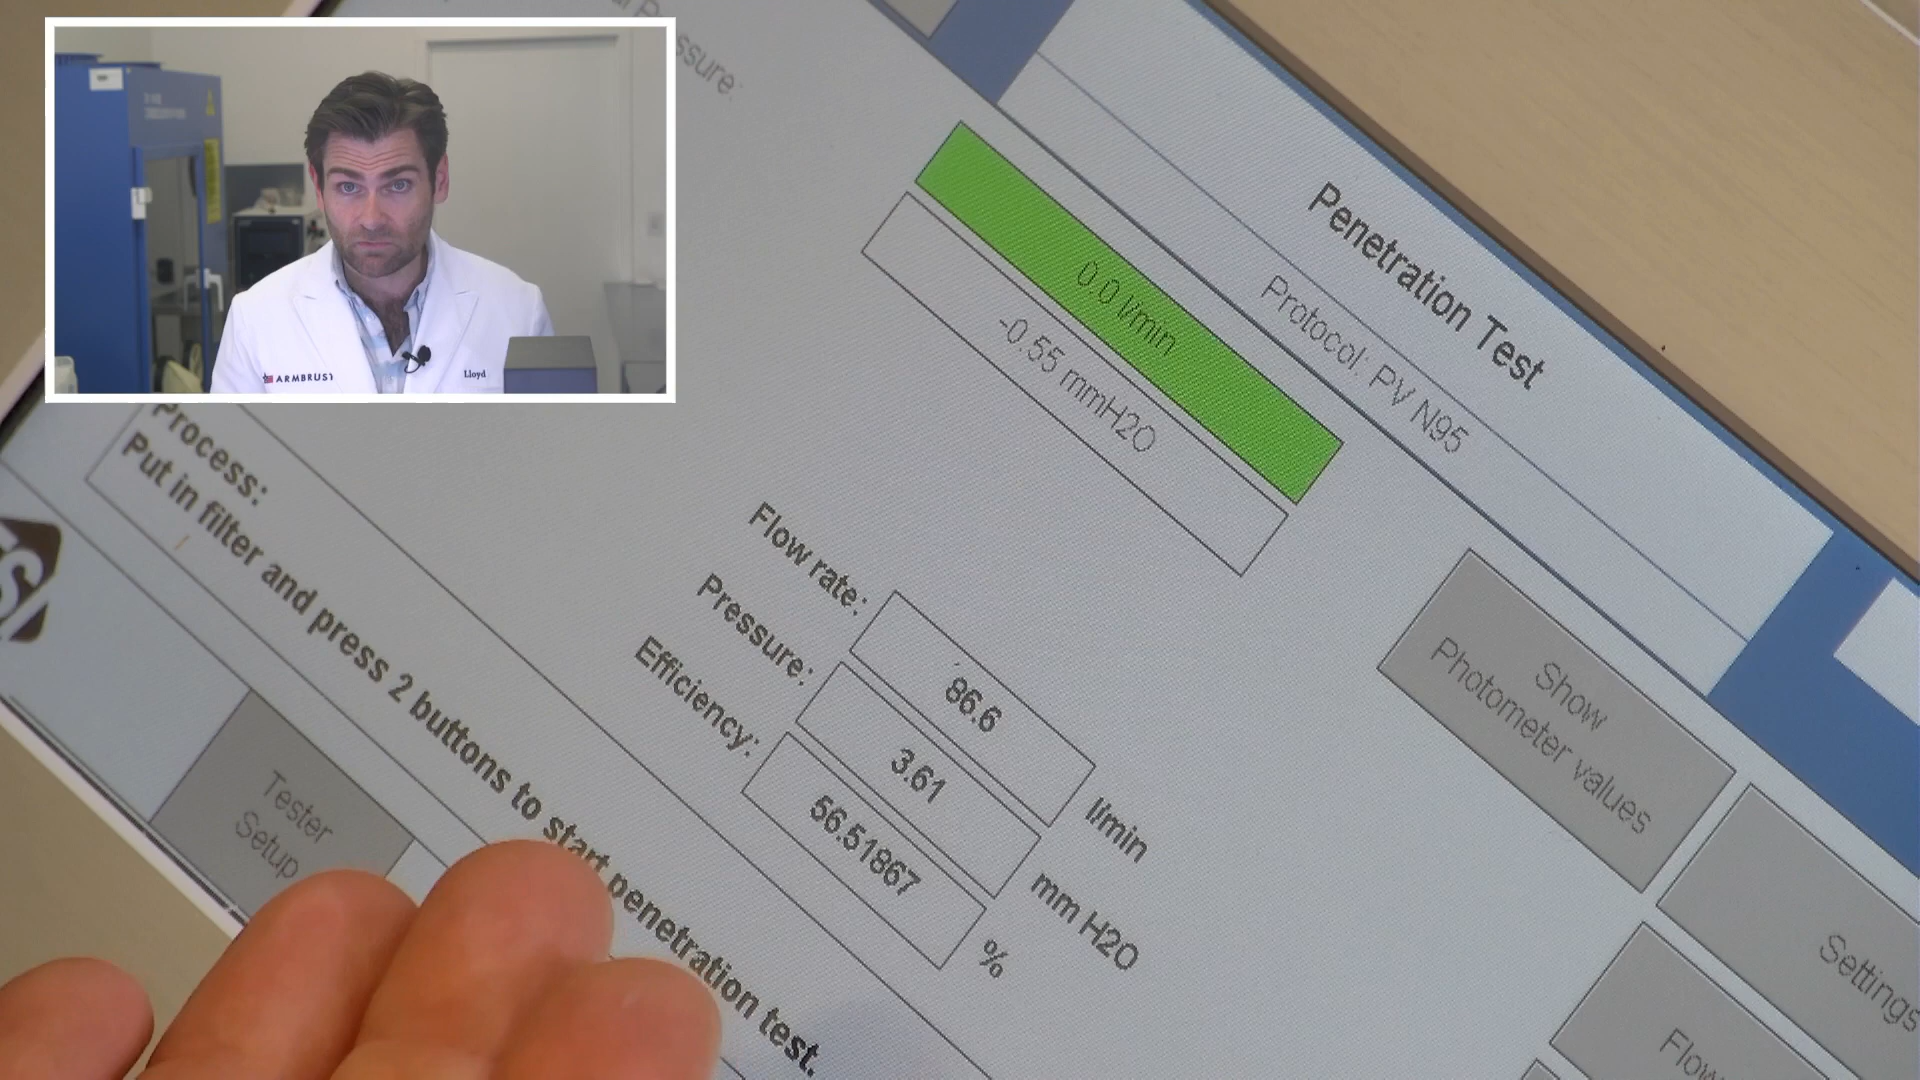 ARMBRUST
Lloyd
Penetration Test
Protocol: PV N95
ssure:
0.0 l/min
-0.55 mmH2O
Flow rate:
86.6
l/min
Pressure:
3.61
mm H2O
Efficiency:
56.51867
%
Show
Photometer values
Settings
Flow
Process:
Put in filter and press 2 buttons to start penetration test.
Tester
Setup